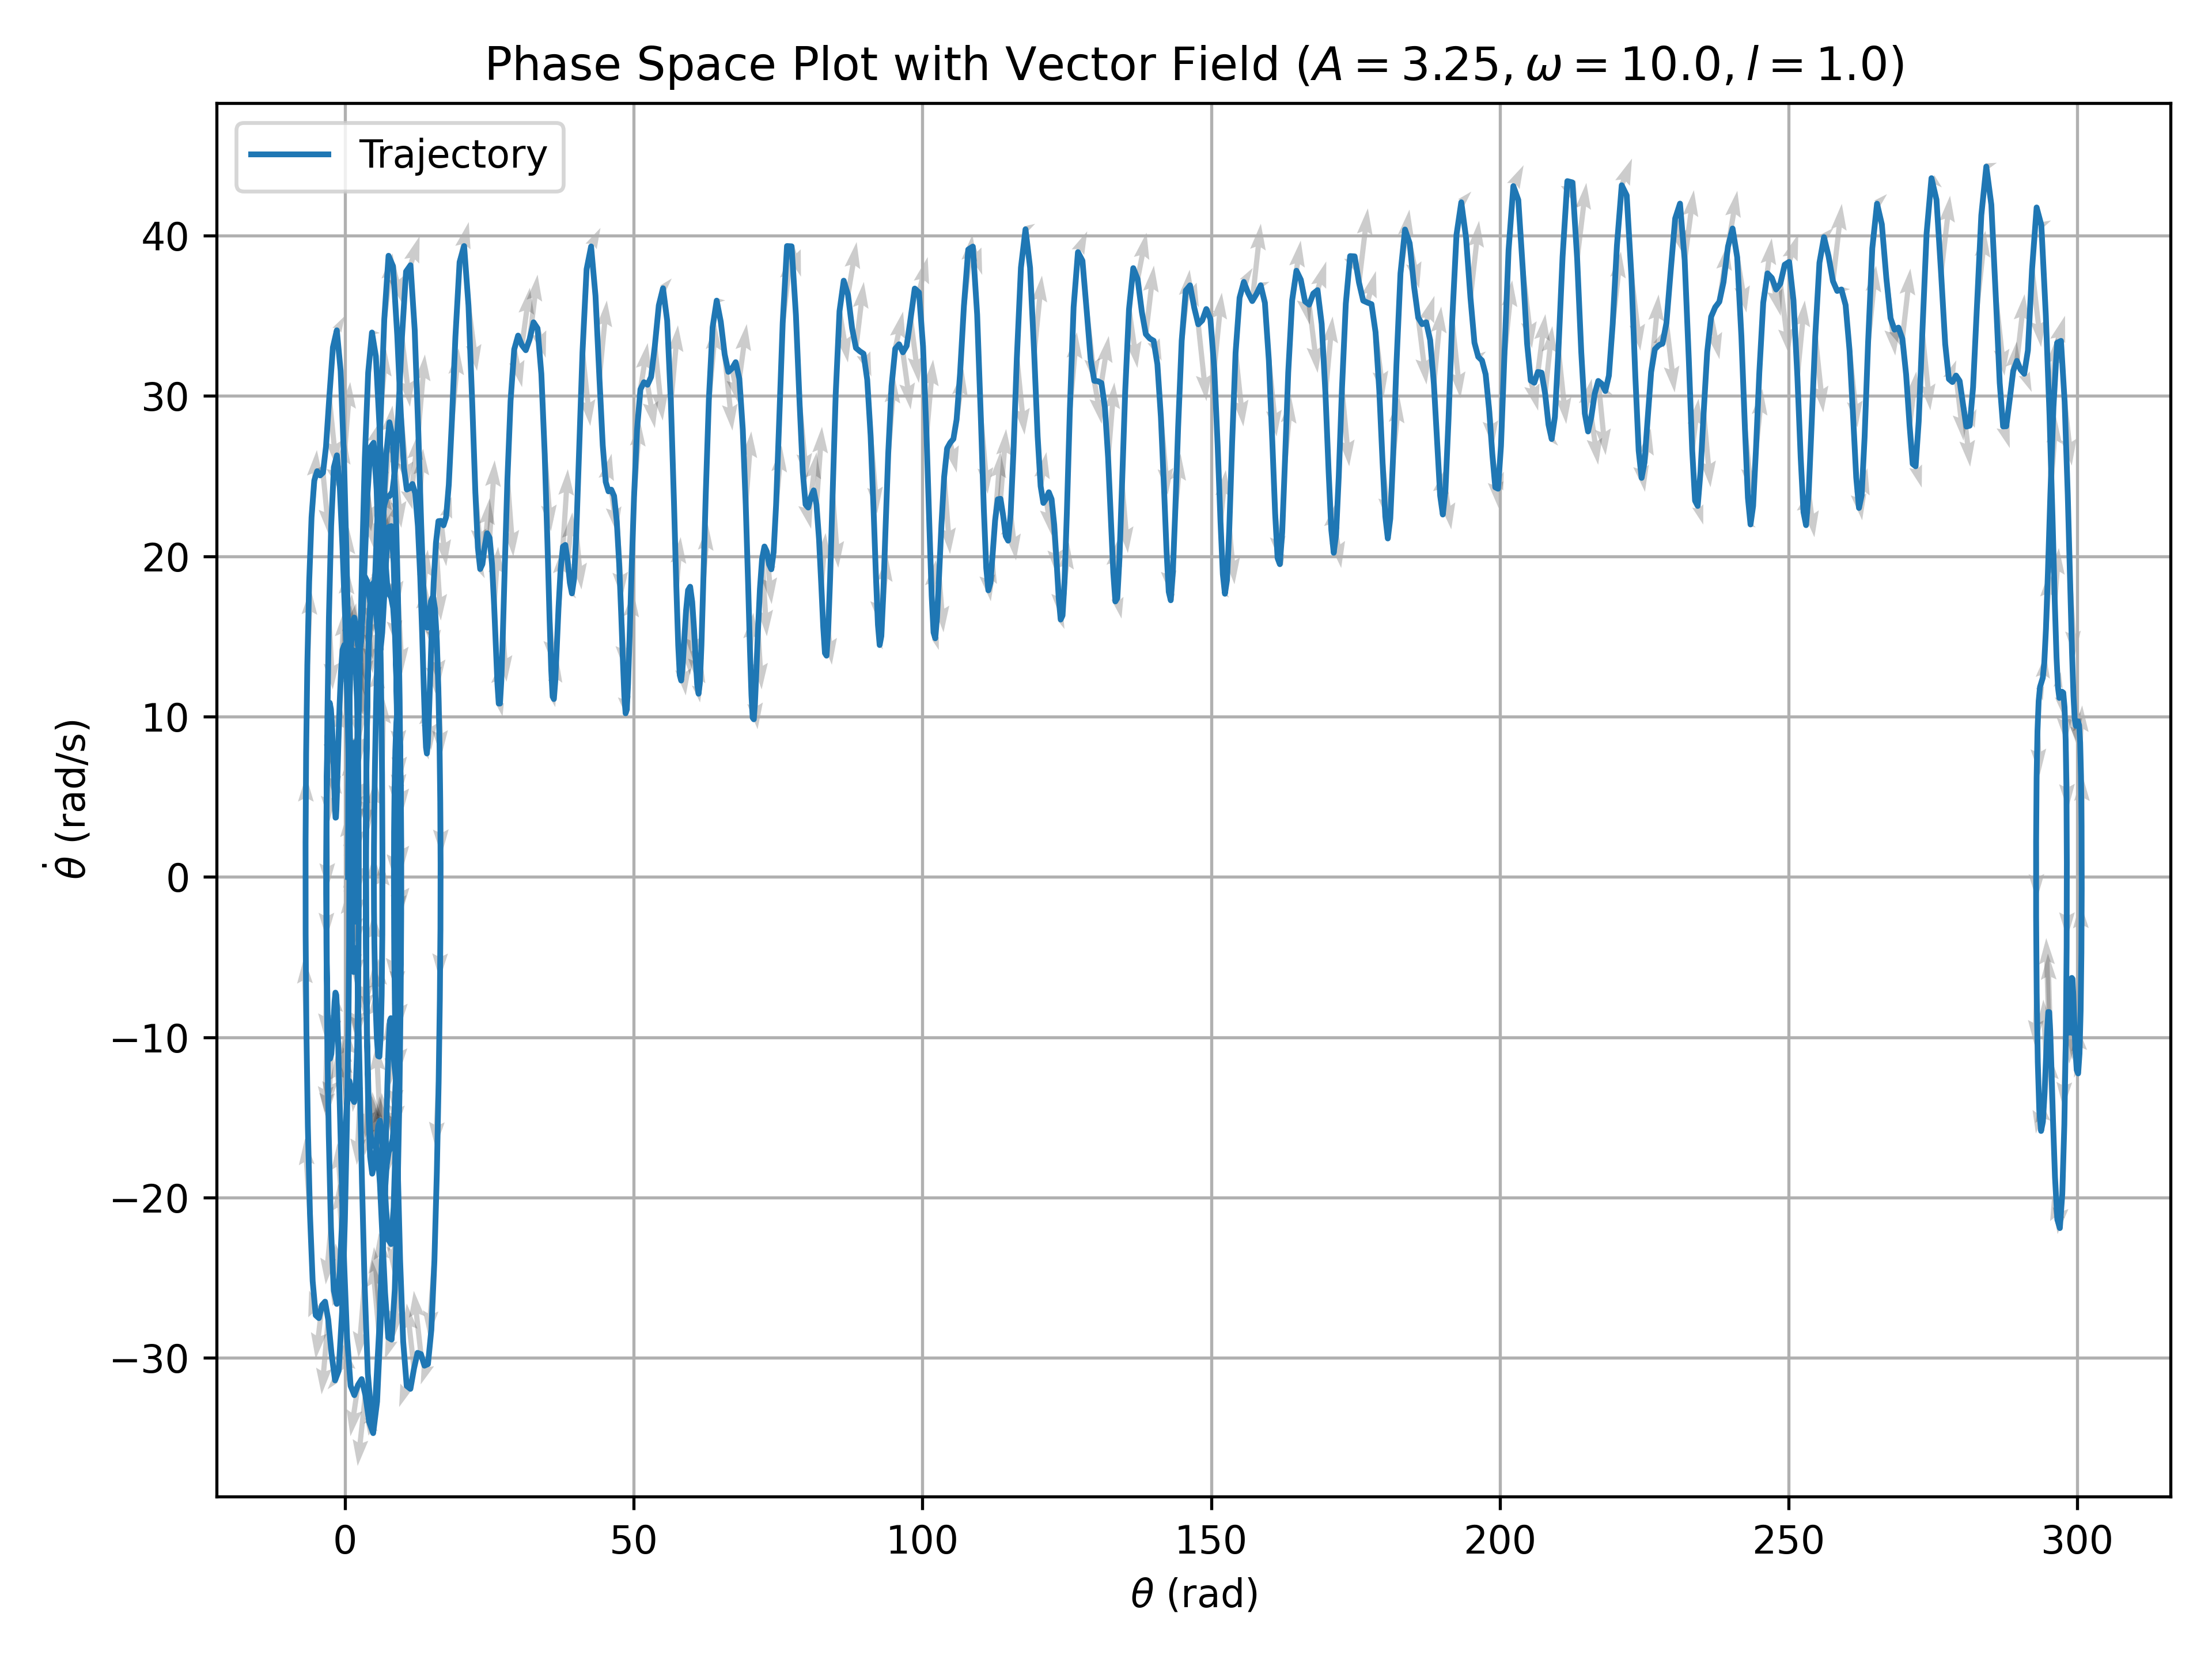 Phase Space Plot with Vector Field (A = 3.25, ω = 10.0, l = 1.0)
Trajectory
40
30
20
10
0
−10
−20
−30
θ̇ (rad/s)
0 50 100 150 200 250 300
θ (rad)